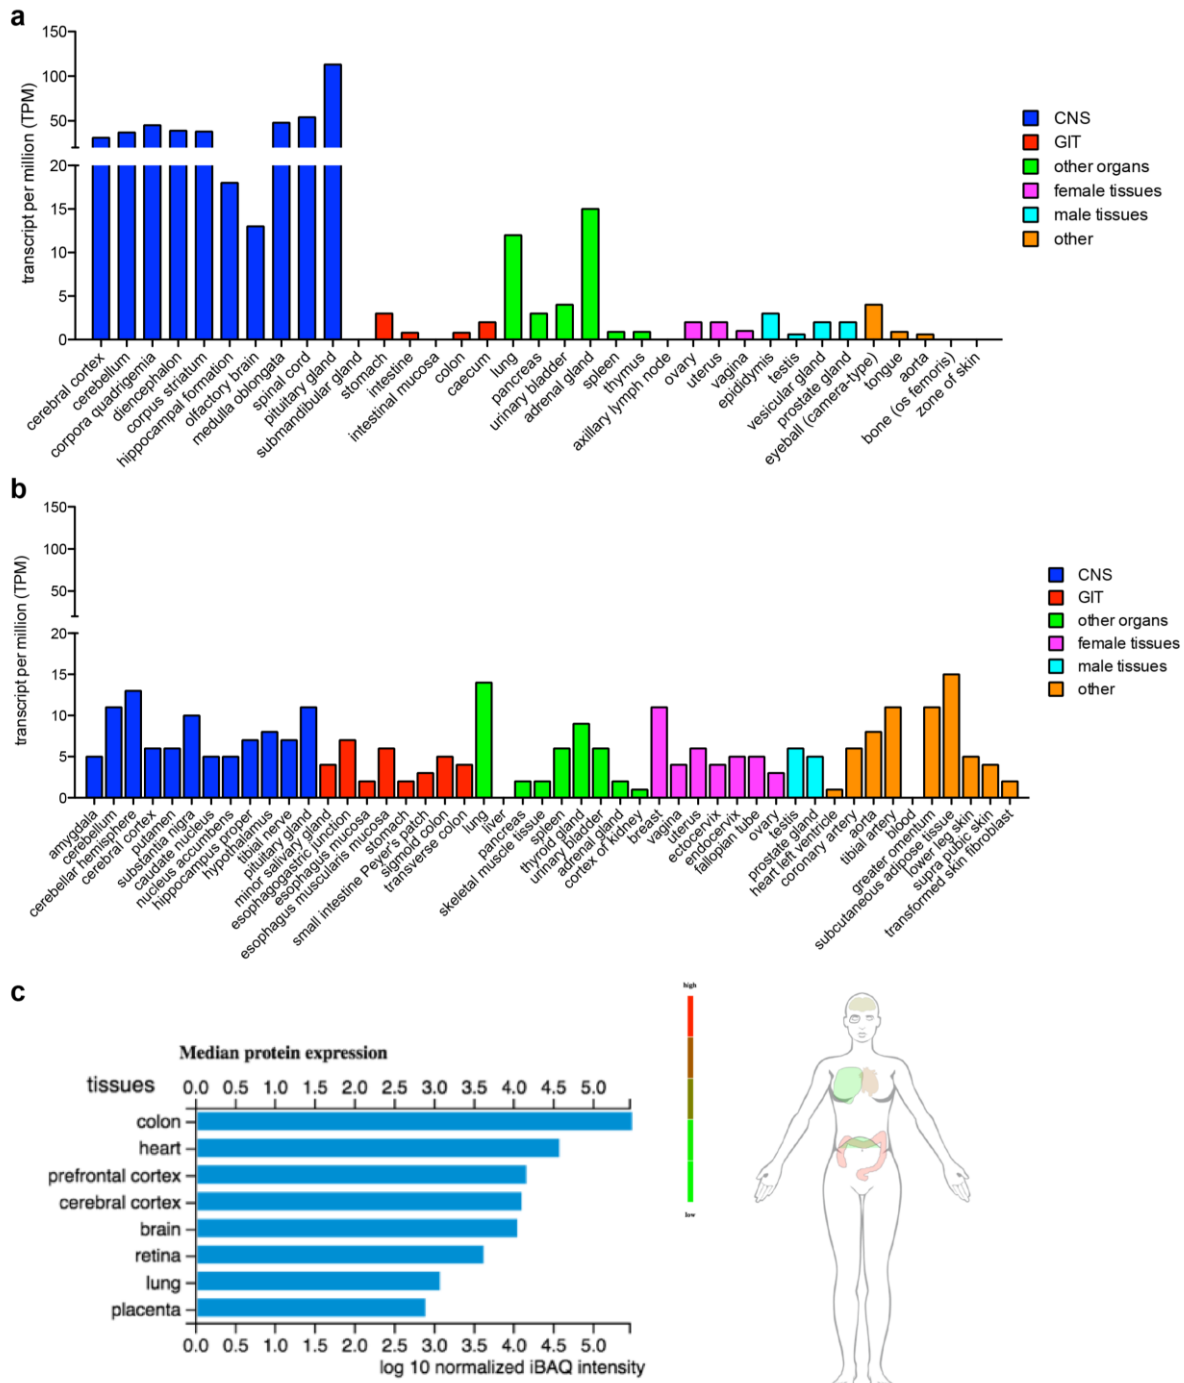 a
150
100
50
20
15
10
5
0
transcript per million (TPM)
cerebral cortex
cerebellum
corpora quadrigemia
diencephalon
corpus striatum
hippocampal formation
olfactory brain
medulla oblongata
spinal cord
pituitary gland
submandibular gland
stomach
intestine
intestinal mucosa
colon
caecum
lung
pancreas
urinary bladder
adrenal gland
spleen
thymus
axillary lymph node
ovary
uterus
vagina
epididymis
testis
vesicular gland
prostate gland
eyeball (camera-type)
tongue
aorta
bone (os femoris)
zone of skin
CNS
GIT
other organs
female tissues
male tissues
other
b
150
100
50
20
15
10
5
0
transcript per million (TPM)
amygdala
cerebellum
cerebellar hemisphere
cerebral cortex
putamen
substantia nigra
caudate nucleus
nucleus accumbens
hippocampus proper
hypothalamus
tibial nerve
pituitary gland
minor salivary gland
esophagogastric junction
esophagus mucosa
esophagus muscularis mucosa
stomach
small intestine Peyer's patch
sigmoid colon
transverse colon
lung
liver
pancreas
skeletal muscle tissue
spleen
thyroid gland
urinary bladder
adrenal gland
cortex of kidney
breast
vagina
uterus
ectocervix
endocervix
fallopian tube
ovary
testis
prostate gland
heart left ventricle
coronary artery
aorta
tibial artery
blood
greater omentum
subcutaneous adipose tissue
lower leg skin
supra pubic skin
transformed skin fibroblast
CNS
GIT
other organs
female tissues
male tissues
other
c
Median protein expression
tissues
0.0 0.5 1.0 1.5 2.0 2.5 3.0 3.5 4.0 4.5 5.0
colon
heart
prefrontal cortex
cerebral cortex
brain
retina
lung
placenta
0.0 0.5 1.0 1.5 2.0 2.5 3.0 3.5 4.0 4.5 5.0
log 10 normalized iBAQ intensity
high
low